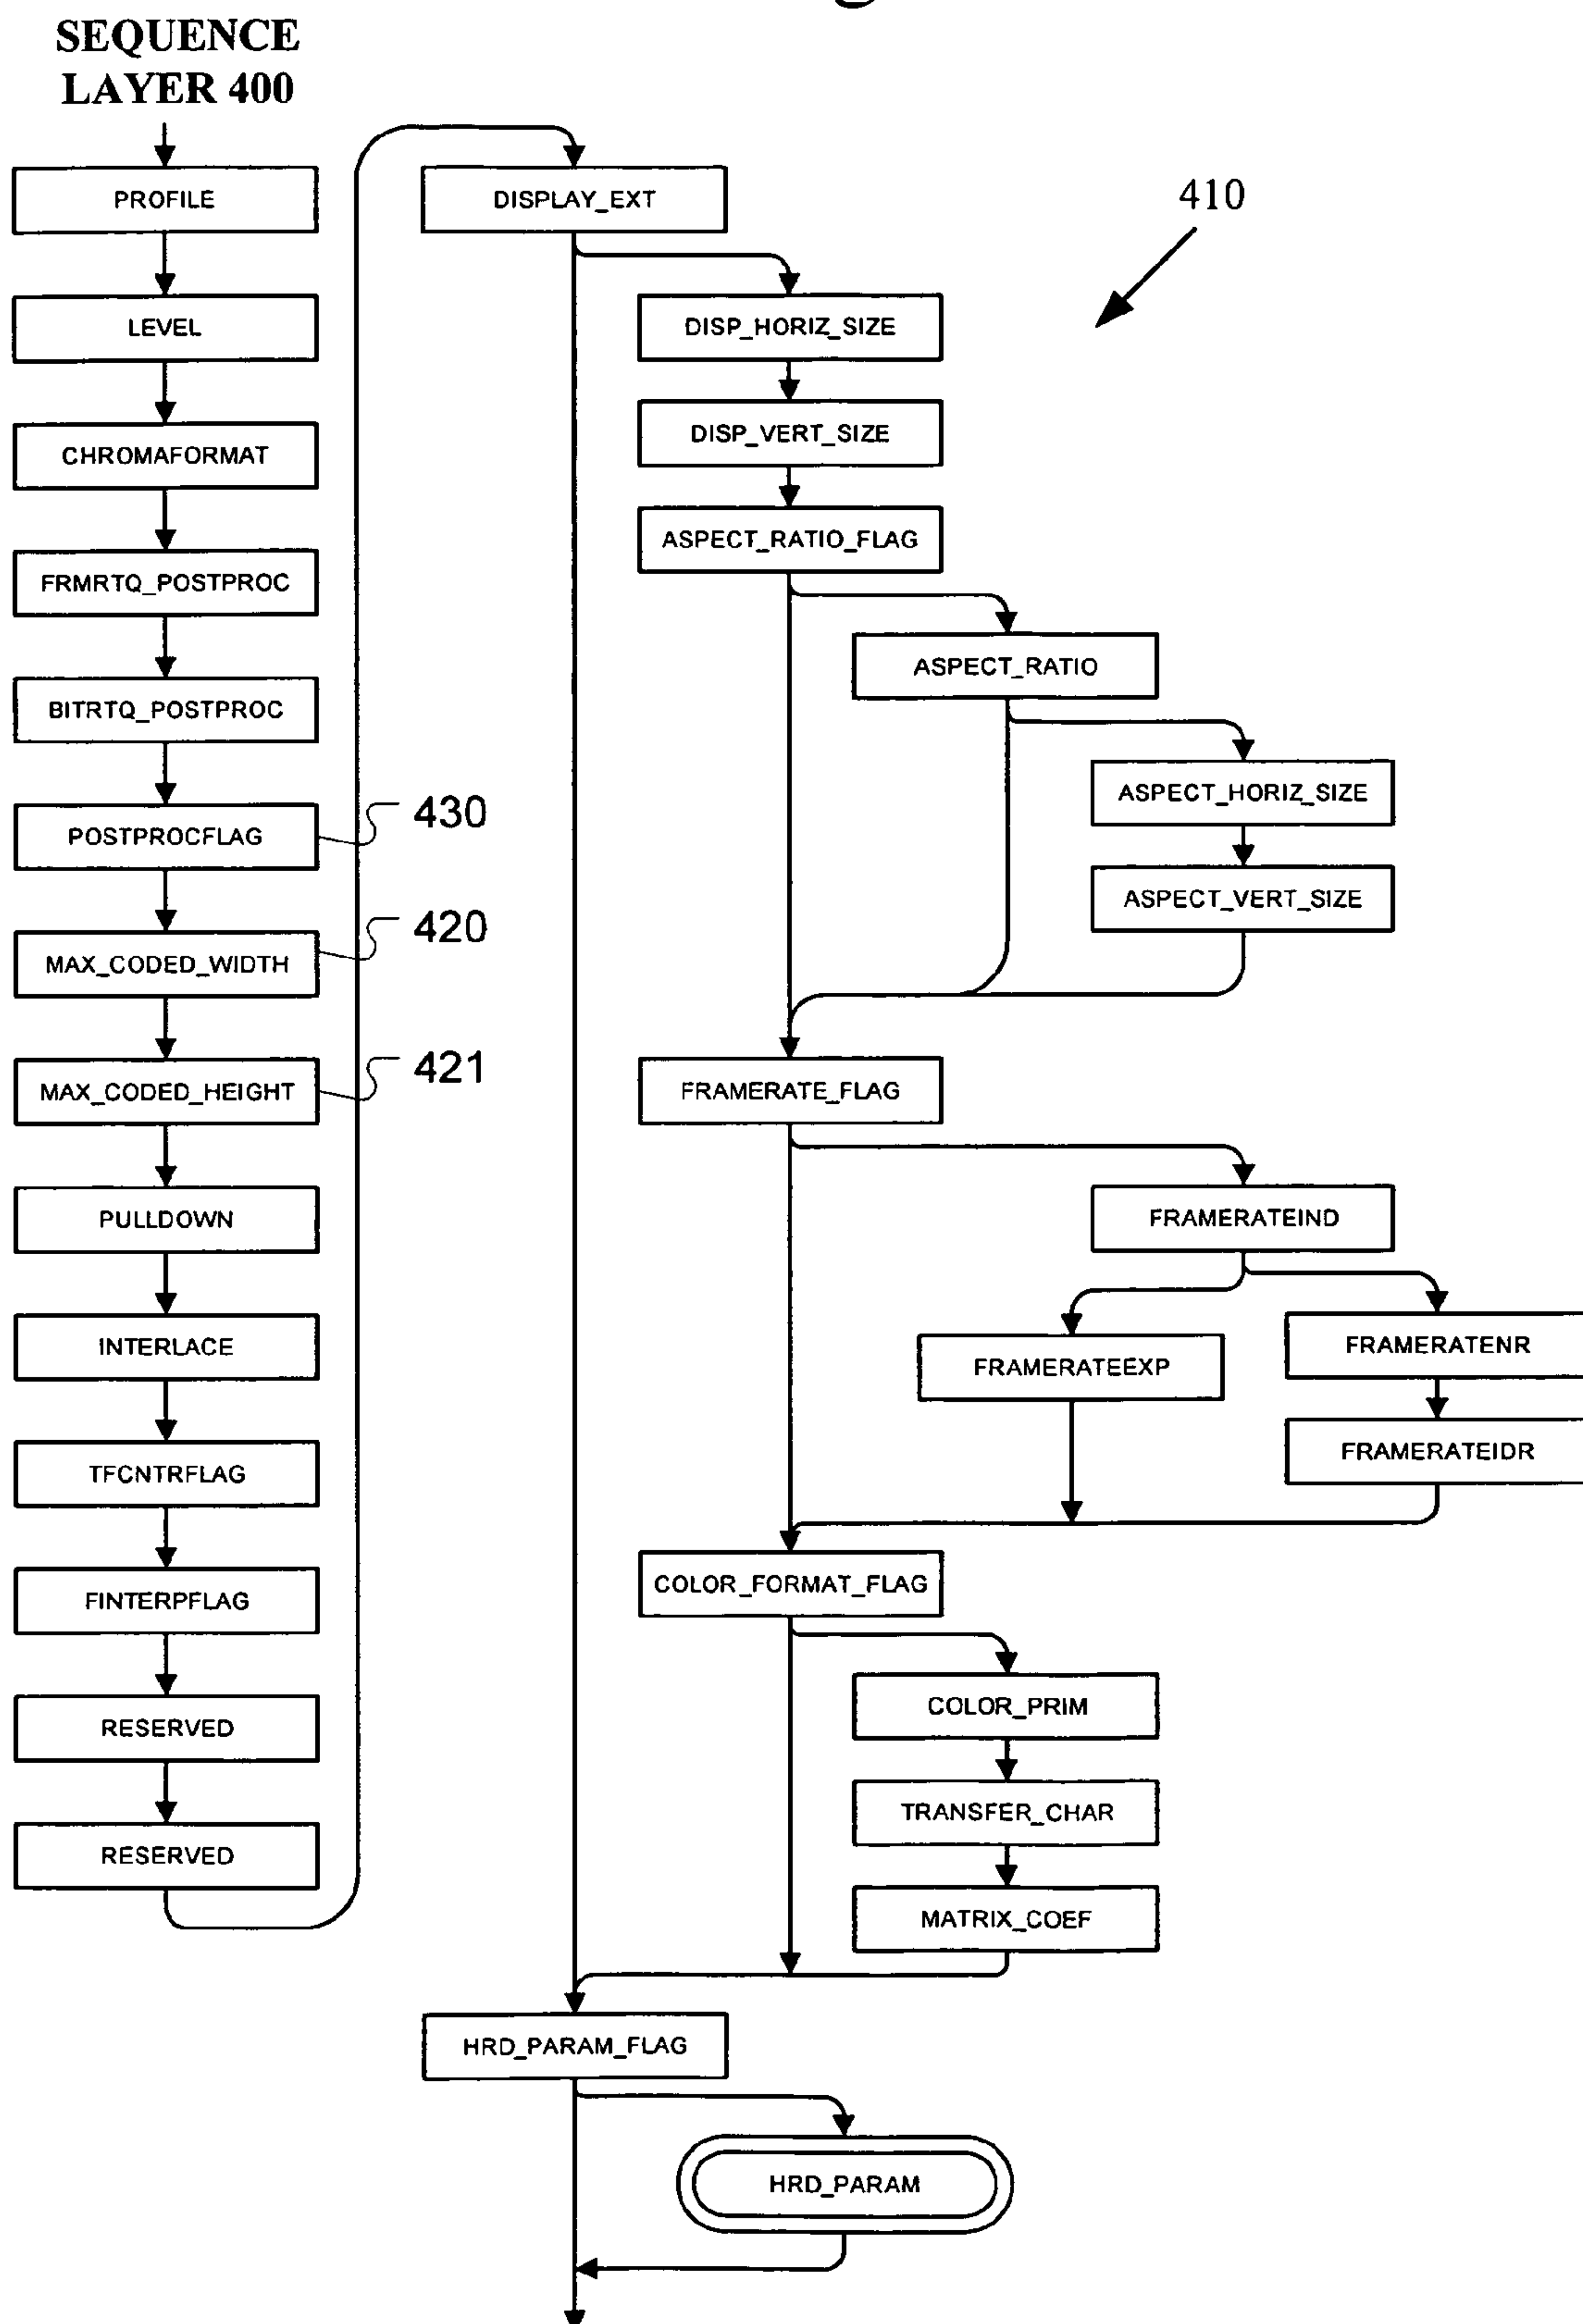 SEQUENCE
LAYER 400
PROFILE
LEVEL
CHROMAFORMAT
FRMRTQ_POSTPROC
BITRTQ_POSTPROC
POSTPROCFLAG
430
MAX_CODED_WIDTH
420
MAX_CODED_HEIGHT
421
PULLDOWN
INTERLACE
TFCNTRFLAG
FINTERPFLAG
RESERVED
RESERVED
DISPLAY_EXT
410
DISP_HORIZ_SIZE
DISP_VERT_SIZE
ASPECT_RATIO_FLAG
ASPECT_RATIO
ASPECT_HORIZ_SIZE
ASPECT_VERT_SIZE
FRAMERATE_FLAG
FRAMERATEIND
FRAMERATEEXP
FRAMERATENR
FRAMERATEIDR
COLOR_FORMAT_FLAG
COLOR_PRIM
TRANSFER_CHAR
MATRIX_COEF
HRD_PARAM_FLAG
HRD_PARAM